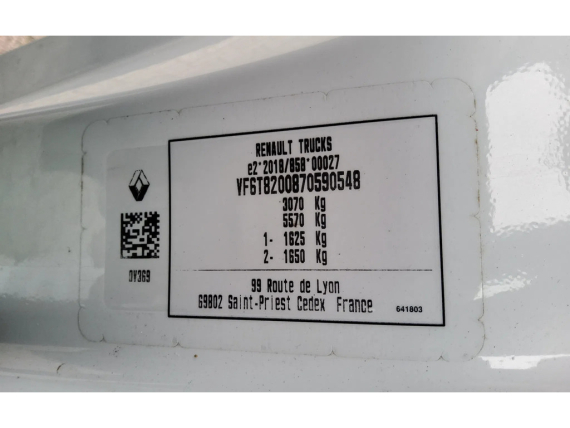 RENAULT TRUCKS
e2*2018/858*00027
VF6T8200870590548
3070 Kg
5570 Kg
1- 1625 Kg
2- 1650 Kg
DV369
99 Route de Lyon
69802 Saint-Priest Cedex France
641803